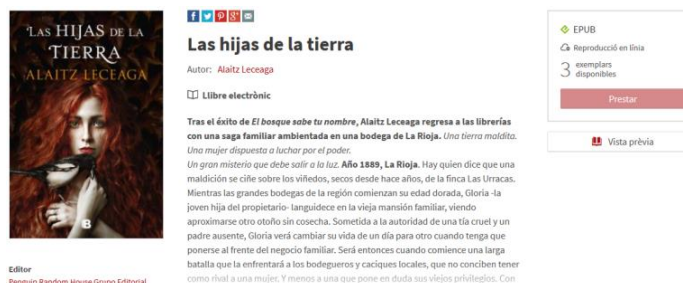 LAS HIJAS DE LA
TIERRA
ALAITZ LECEAGA
B
Editor
Penguin Random House Grupo Editorial
Las hijas de la tierra
Autor: Alaitz Leceaga
Llibre electrònic
Tras el éxito de El bosque sabe tu nombre, Alaitz Leceaga regresa a las librerías
con una saga familiar ambientada en una bodega de La Rioja. Una tierra maldita.
Una mujer dispuesta a luchar por el poder.
Un gran misterio que debe salir a la luz. Año 1889, La Rioja. Hay quien dice que una
maldición se ciñe sobre los viñedos, secos desde hace años, de la finca Las Urracas.
Mientras las grandes bodegas de la región comienzan su edad dorada, Gloria -la
joven hija del propietario- languidece en la vieja mansión familiar, viendo
aproximarse otro otoño sin cosecha. Sometida a la autoridad de una tía cruel y un
padre ausente, Gloria verá cambiar su vida de un día para otro cuando tenga que
ponerse al frente del negocio familiar. Será entonces cuando comience una larga
batalla que la enfrentará a los bodegueros y caciques locales, que no conciben tener
como rival a una mujer. Y menos a una que pone en duda sus viejos privilegios. Con
EPUB
Reproducció en línia
3 exemplars
disponibles
Prestar
Vista prèvia